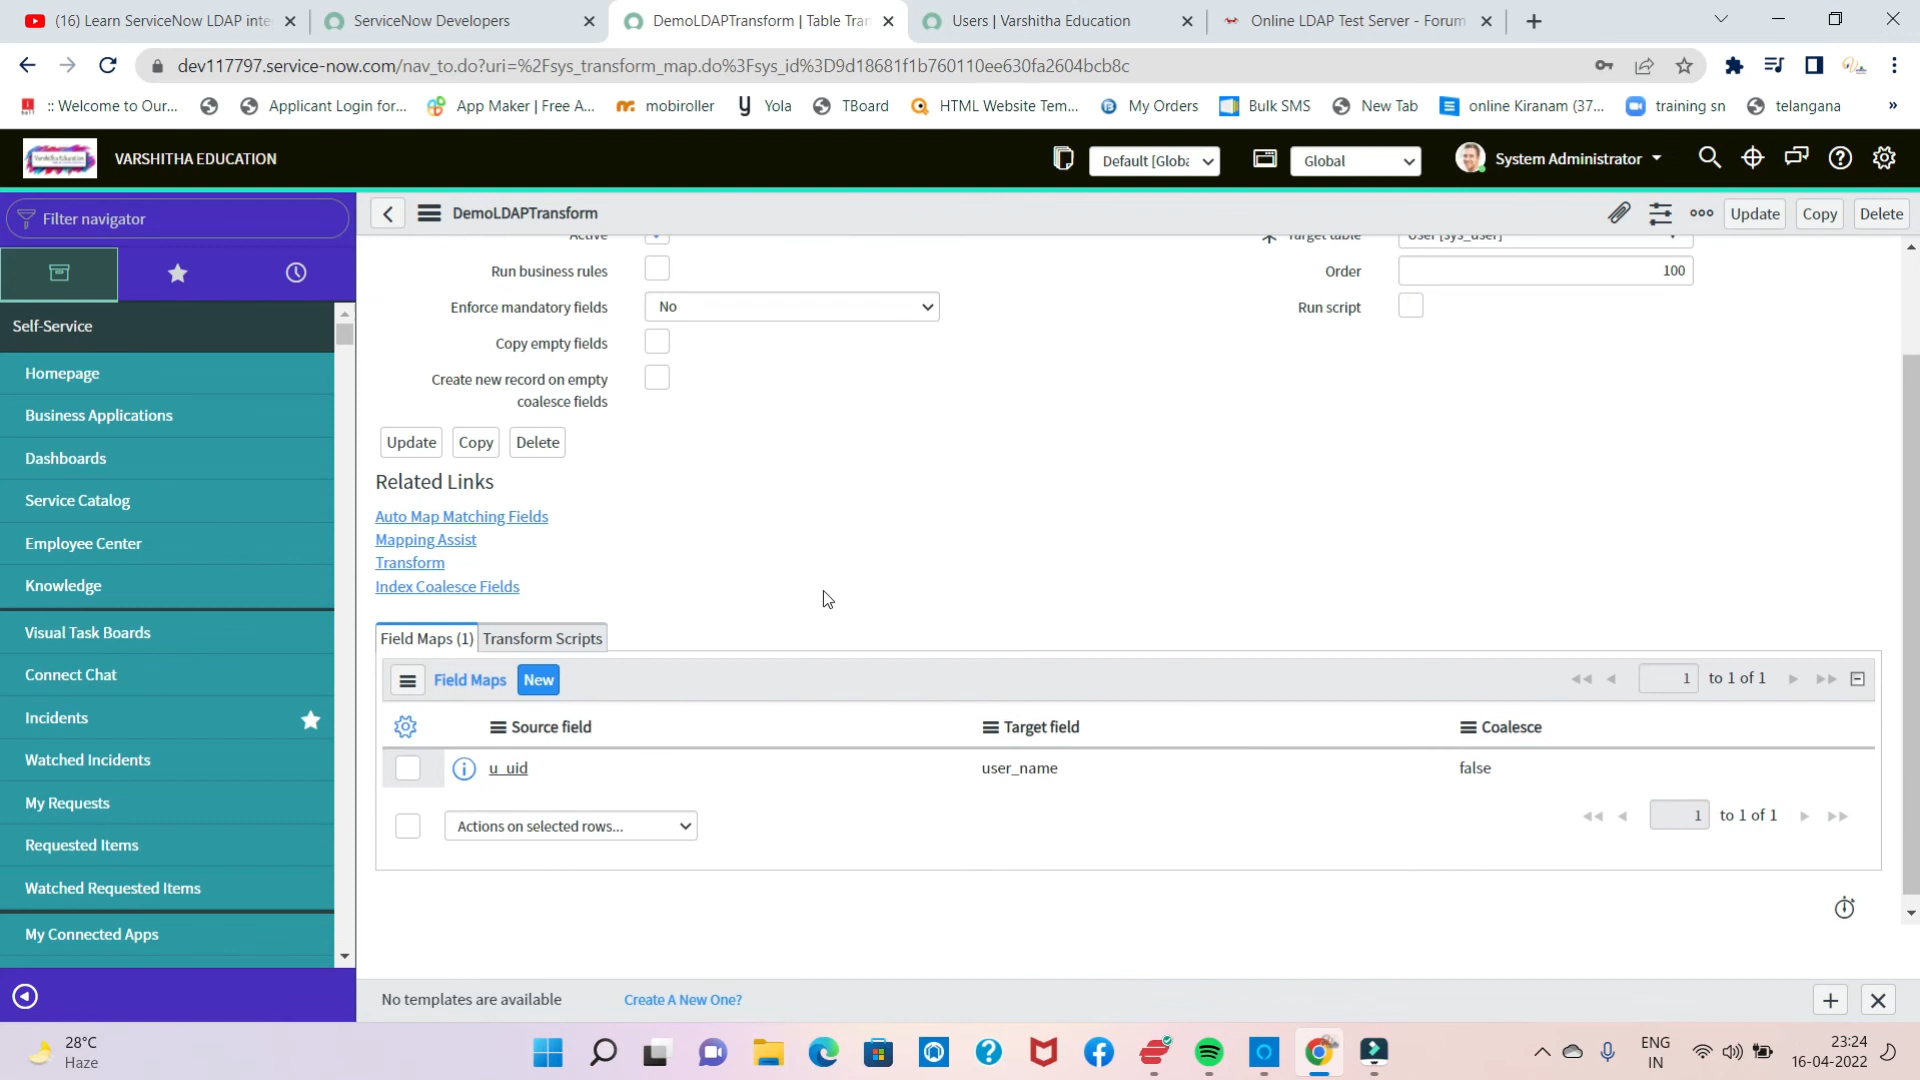 (16) Learn ServiceNow LDAP inte
ServiceNow Developers
DemoLDAPTransform | Table Tran
Users | Varshitha Education
Online LDAP Test Server - Forum
dev117797.service-now.com/nav_to.do?uri=%2Fsys_transform_map.do%3Fsys_id%3D9d18681f1b760110ee630fa2604bcb8c
:: Welcome to Our...
Applicant Login for...
App Maker | Free A...
mobiroller
Yola
TBoard
HTML Website Tem...
My Orders
Bulk SMS
New Tab
online Kiranam (37...
training sn
telangana
»
VARSHITHA EDUCATION
Default [Globa
Global
System Administrator
Filter navigator
DemoLDAPTransform
Update
Copy
Delete
Self-Service
Homepage
Business Applications
Dashboards
Service Catalog
Employee Center
Knowledge
Visual Task Boards
Connect Chat
Incidents
Watched Incidents
My Requests
Requested Items
Watched Requested Items
My Connected Apps
Active
Target table
User [sys_user]
Run business rules
Order
100
Enforce mandatory fields
No
Run script
Copy empty fields
Create new record on empty
coalesce fields
Update
Copy
Delete
Related Links
Auto Map Matching Fields
Mapping Assist
Transform
Index Coalesce Fields
Field Maps (1)
Transform Scripts
Field Maps
New
1
to 1 of 1
Source field
Target field
Coalesce
u_uid
user_name
false
Actions on selected rows...
1
to 1 of 1
No templates are available
Create A New One?
28°C
Haze
ENG
IN
23:24
16-04-2022